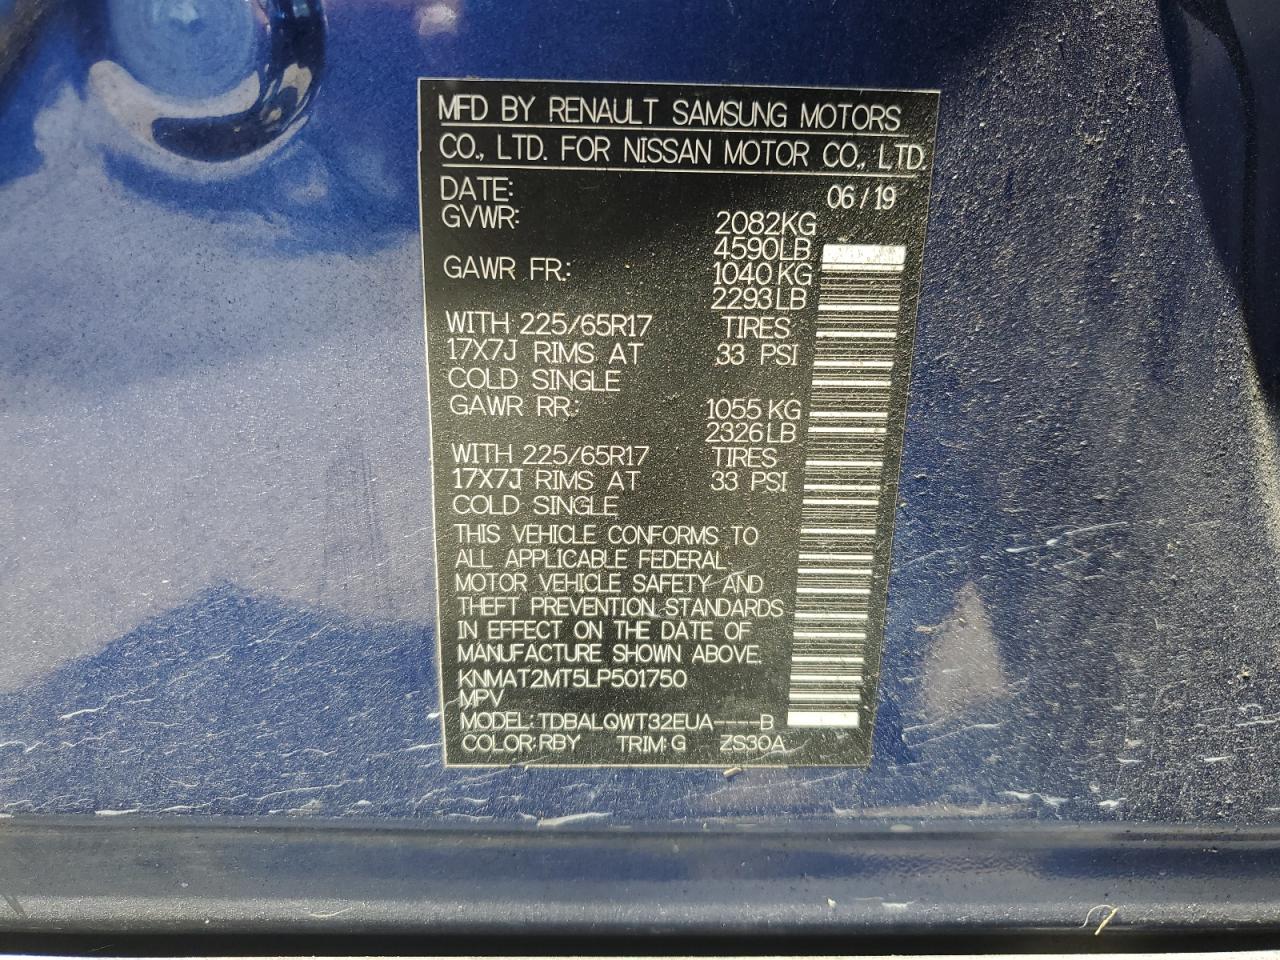 MFD BY RENAULT SAMSUNG MOTORS
CO., LTD. FOR NISSAN MOTOR CO., LTD.
DATE: 06/19
GVWR: 2082KG
4590LB
GAWR FR.: 1040 KG
2293LB
WITH 225/65R17 TIRES
17X7J RIMS AT 33 PSI
COLD SINGLE
GAWR RR.: 1055 KG
2326LB
WITH 225/65R17 TIRES
17X7J RIMS AT 33 PSI
COLD SINGLE
THIS VEHICLE CONFORMS TO
ALL APPLICABLE FEDERAL
MOTOR VEHICLE SAFETY AND
THEFT PREVENTION STANDARDS
IN EFFECT ON THE DATE OF
MANUFACTURE SHOWN ABOVE.
KNMAT2MT5LP501750
MPV
MODEL: TDBALQWT32EUA----B
COLOR: RBY TRIM: G ZS30A